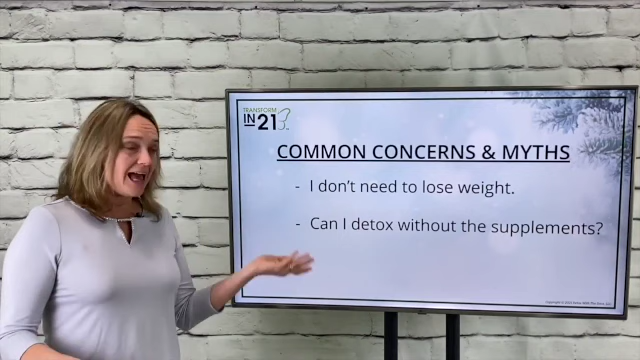 TRANSFORM
IN 21
COMMON CONCERNS & MYTHS
- I don't need to lose weight.
- Can I detox without the supplements?